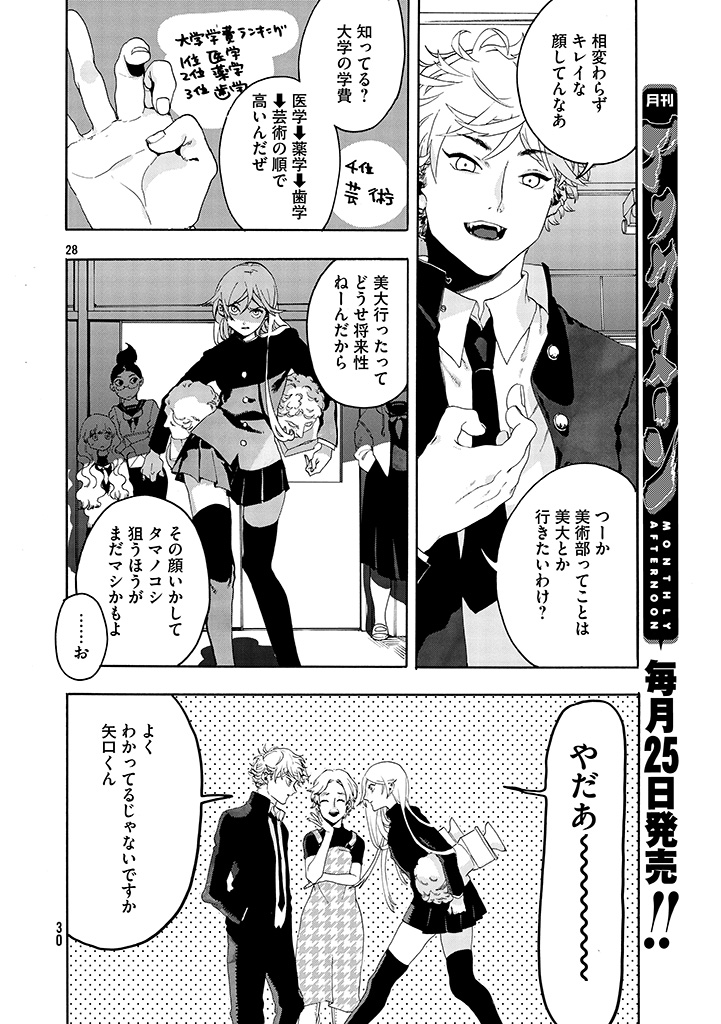 月刊
アフタヌーン
MONTHLY
AFTERNOON
毎月25日発売!!
相変わらず
キレイな
顔してんなあ
つーか
美術部ってことは
美大とか
行きたいわけ?
知ってる?
大学の学費
大学学費ランキング
1位 医学
2位 薬学
3位 歯学
医学➡薬学➡歯学
➡芸術の順で
高いんだぜ
4位
芸術
28
美大行ったって
どうせ将来性
ねーんだから
その顔いかして
タマノコシ
狙うほうが
まだマシかもよ
……お
やだぁ〜〜〜〜
よく
わかってるじゃないですか
矢口くん
30